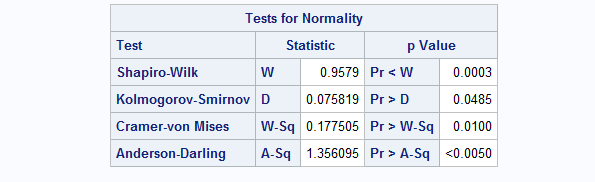 Tests for Normality
Test Statistic p Value
Shapiro-Wilk W 0.9579 Pr < W 0.0003
Kolmogorov-Smirnov D 0.075819 Pr > D 0.0485
Cramer-von Mises W-Sq 0.177505 Pr > W-Sq 0.0100
Anderson-Darling A-Sq 1.356095 Pr > A-Sq <0.0050